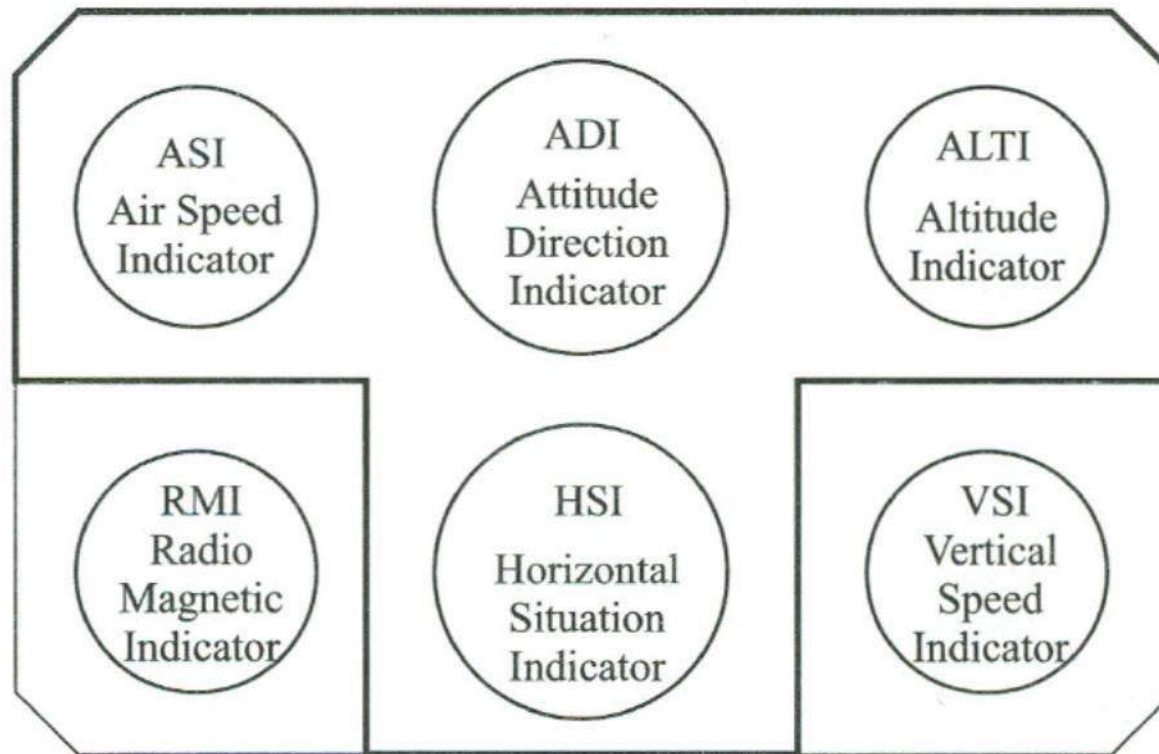 ASI
Air Speed
Indicator
ADI
Attitude
Direction
Indicator
ALTI
Altitude
Indicator
RMI
Radio
Magnetic
Indicator
HSI
Horizontal
Situation
Indicator
VSI
Vertical
Speed
Indicator